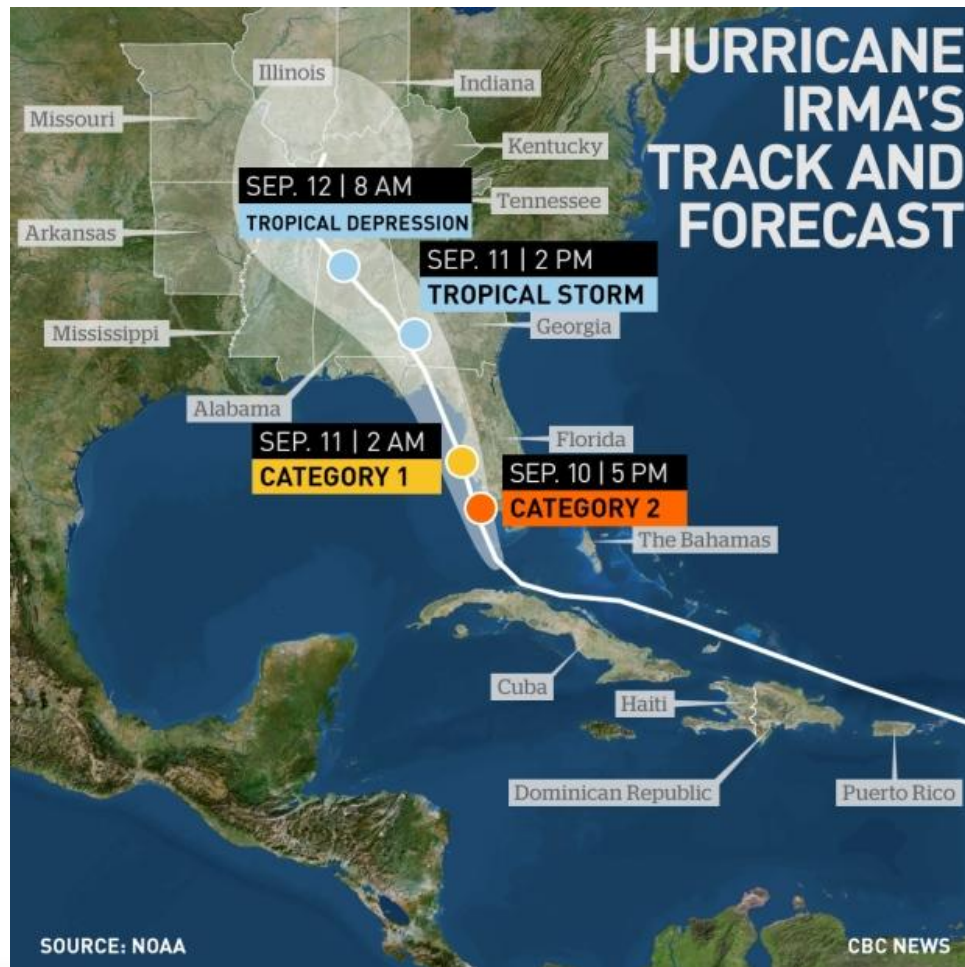 HURRICANE
IRMA'S
TRACK AND
FORECAST
Illinois
Indiana
Missouri
Kentucky
SEP. 12 | 8 AM
TROPICAL DEPRESSION
Tennessee
Arkansas
SEP. 11 | 2 PM
TROPICAL STORM
Mississippi
Georgia
Alabama
SEP. 11 | 2 AM
CATEGORY 1
Florida
SEP. 10 | 5 PM
CATEGORY 2
The Bahamas
Cuba
Haiti
Dominican Republic
Puerto Rico
SOURCE: NOAA
CBC NEWS